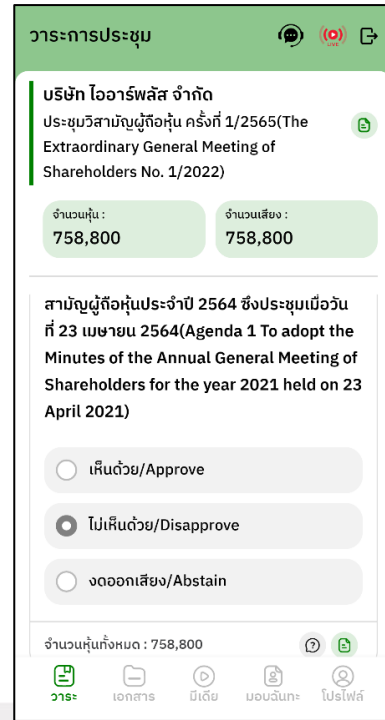 วาระการประชุม
LIVE
บริษัท ไออาร์พลัส จำกัด
ประชุมวิสามัญผู้ถือหุ้น ครั้งที่ 1/2565(The
Extraordinary General Meeting of
Shareholders No. 1/2022)
จำนวนหุ้น :
758,800
จำนวนเสียง :
758,800
สามัญผู้ถือหุ้นประจำปี 2564 ซึ่งประชุมเมื่อวัน
ที่ 23 เมษายน 2564(Agenda 1 To adopt the
Minutes of the Annual General Meeting of
Shareholders for the year 2021 held on 23
April 2021)
เห็นด้วย/Approve
ไม่เห็นด้วย/Disapprove
งดออกเสียง/Abstain
จำนวนหุ้นทั้งหมด : 758,800
วาระ
เอกสาร
มีเดีย
มอบฉันทะ
โปรไฟล์